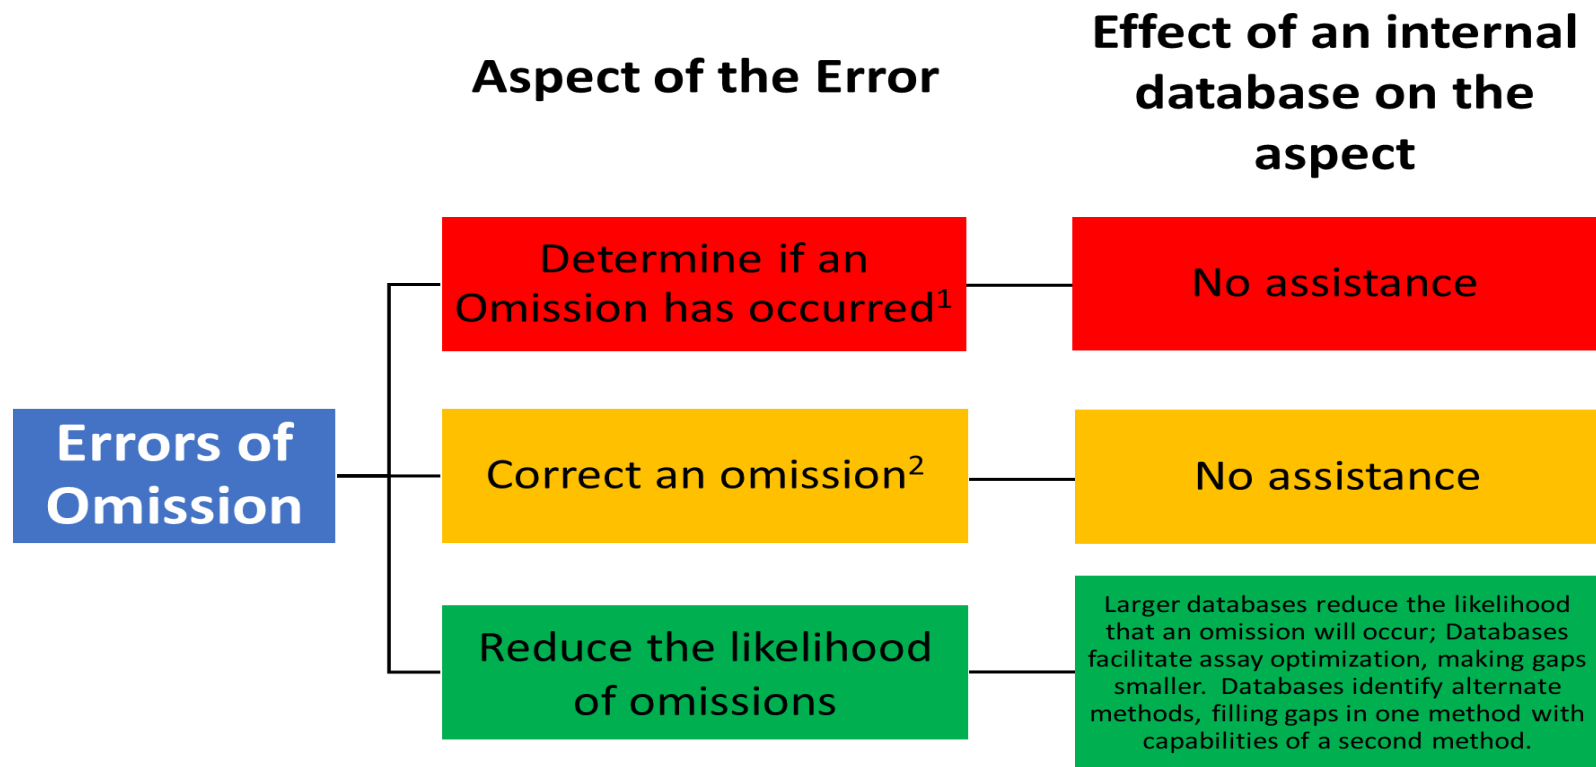 Aspect of the Error
Effect of an internal
database on the
aspect
Errors of
Omission
Determine if an
Omission has occurred¹
No assistance
Correct an omission²
No assistance
Reduce the likelihood
of omissions
Larger databases reduce the likelihood
that an omission will occur; Databases
facilitate assay optimization, making gaps
smaller.  Databases identify alternate
methods, filling gaps in one method with
capabilities of a second method.